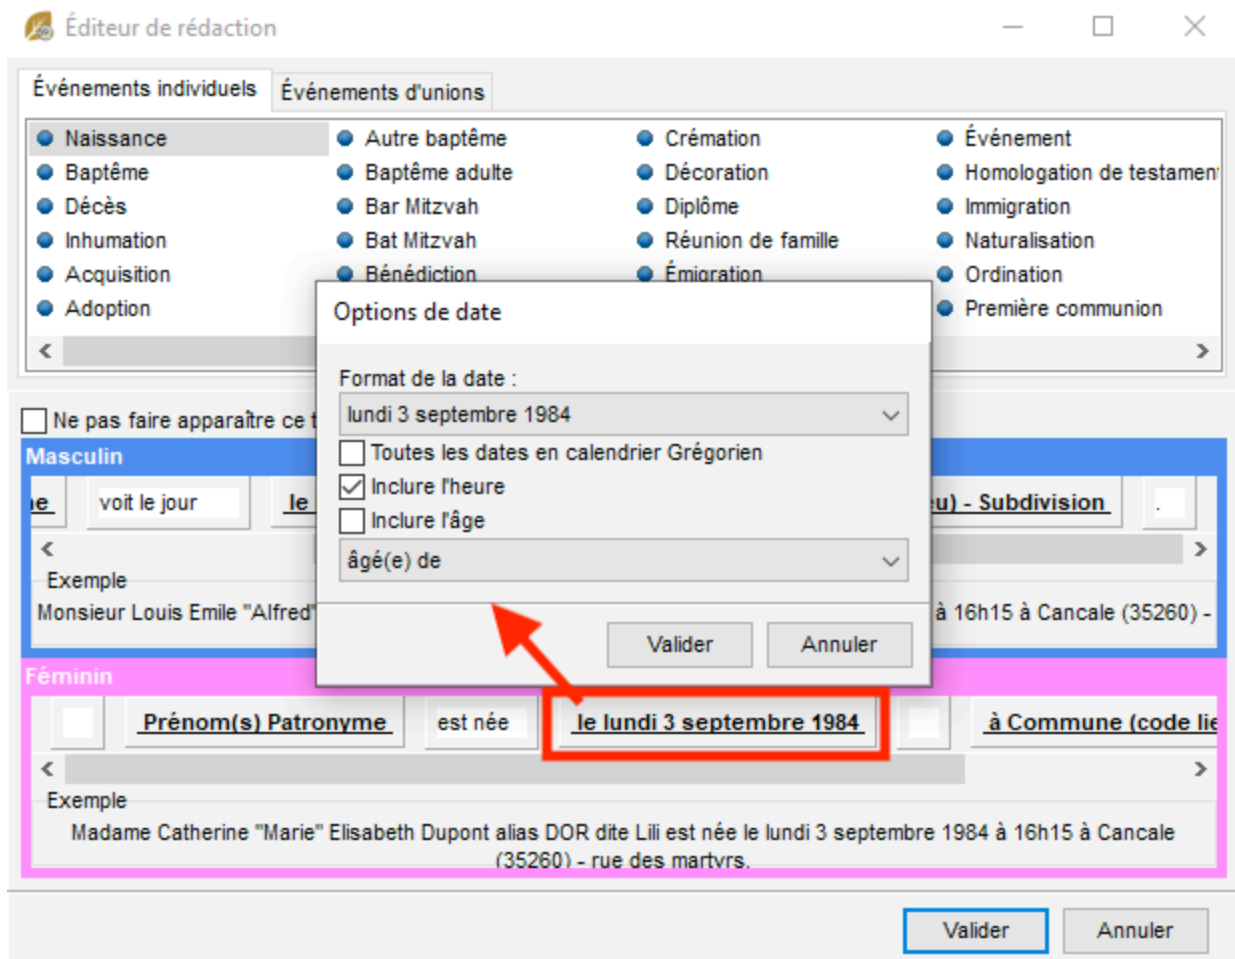 Éditeur de rédaction
Événements individuels Événements d'unions
Naissance Autre baptême Crémation Événement
Baptême Baptême adulte Décoration Homologation de testamen
Décès Bar Mitzvah Diplôme Immigration
Inhumation Bat Mitzvah Réunion de famille Naturalisation
Acquisition Bénédiction Émigration Ordination
Adoption Première communion
Options de date
Format de la date :
lundi 3 septembre 1984
Toutes les dates en calendrier Grégorien
Inclure l'heure
Inclure l'âge
âgé(e) de
Valider Annuler
Ne pas faire apparaître ce t
Masculin
ne voit le jour le eu) - Subdivision .
Exemple
Monsieur Louis Emile "Alfred" à 16h15 à Cancale (35260) -
Féminin
Prénom(s) Patronyme est née le lundi 3 septembre 1984 à Commune (code lie
Exemple
Madame Catherine "Marie" Elisabeth Dupont alias DOR dite Lili est née le lundi 3 septembre 1984 à 16h15 à Cancale
(35260) - rue des martyrs.
Valider Annuler